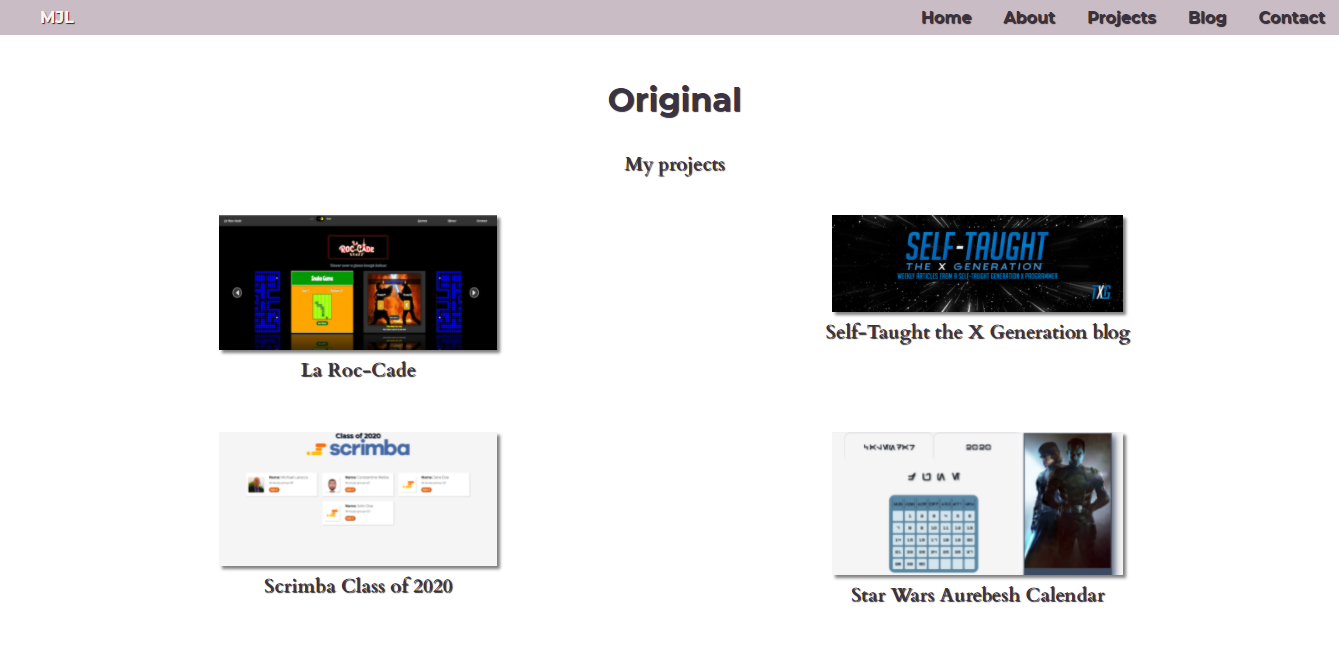 MJL
Home About Projects Blog Contact
Original
My projects
ROC-CADE
Snake Game
La Roc-Cade
SELF-TAUGHT
THE X GENERATION
WEEKLY ARTICLES FROM A SELF-TAUGHT GENERATION X PROGRAMMER
TXG
Self-Taught the X Generation blog
Class of 2020
scrimba
Scrimba Class of 2020
Star Wars Aurebesh Calendar